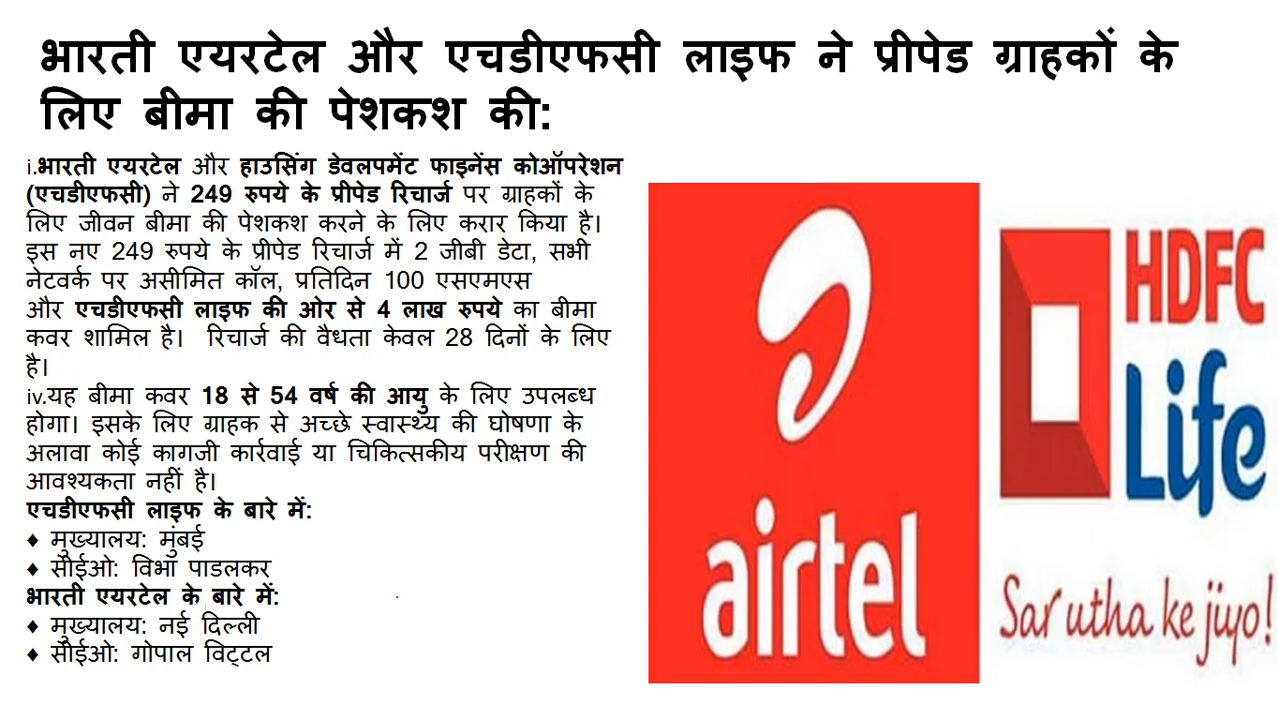 भारती एयरटेल और एचडीएफसी लाइफ ने प्रीपेड ग्राहकों के
लिए बीमा की पेशकश की:
i.भारती एयरटेल और हाउसिंग डेवलपमेंट फाइनेंस कोऑपरेशन
(एचडीएफसी) ने 249 रुपये के प्रीपेड रिचार्ज पर ग्राहकों के
लिए जीवन बीमा की पेशकश करने के लिए करार किया है।
इस नए 249 रुपये के प्रीपेड रिचार्ज में 2 जीबी डेटा, सभी
नेटवर्क पर असीमित कॉल, प्रतिदिन 100 एसएमएस
और एचडीएफसी लाइफ की ओर से 4 लाख रुपये का बीमा
कवर शामिल है। रिचार्ज की वैधता केवल 28 दिनों के लिए
है।
iv.यह बीमा कवर 18 से 54 वर्ष की आयु के लिए उपलब्ध
होगा। इसके लिए ग्राहक से अच्छे स्वास्थ्य की घोषणा के
अलावा कोई कागजी कार्रवाई या चिकित्सकीय परीक्षण की
आवश्यकता नहीं है।
एचडीएफसी लाइफ के बारे में:
♦ मुख्यालय: मुंबई
♦ सीईओ: विभा पाडलकर
भारती एयरटेल के बारे में:
♦ मुख्यालय: नई दिल्ली
♦ सीईओ: गोपाल विट्टल
airtel
HDFC
Life
Sar utha ke jiyo!